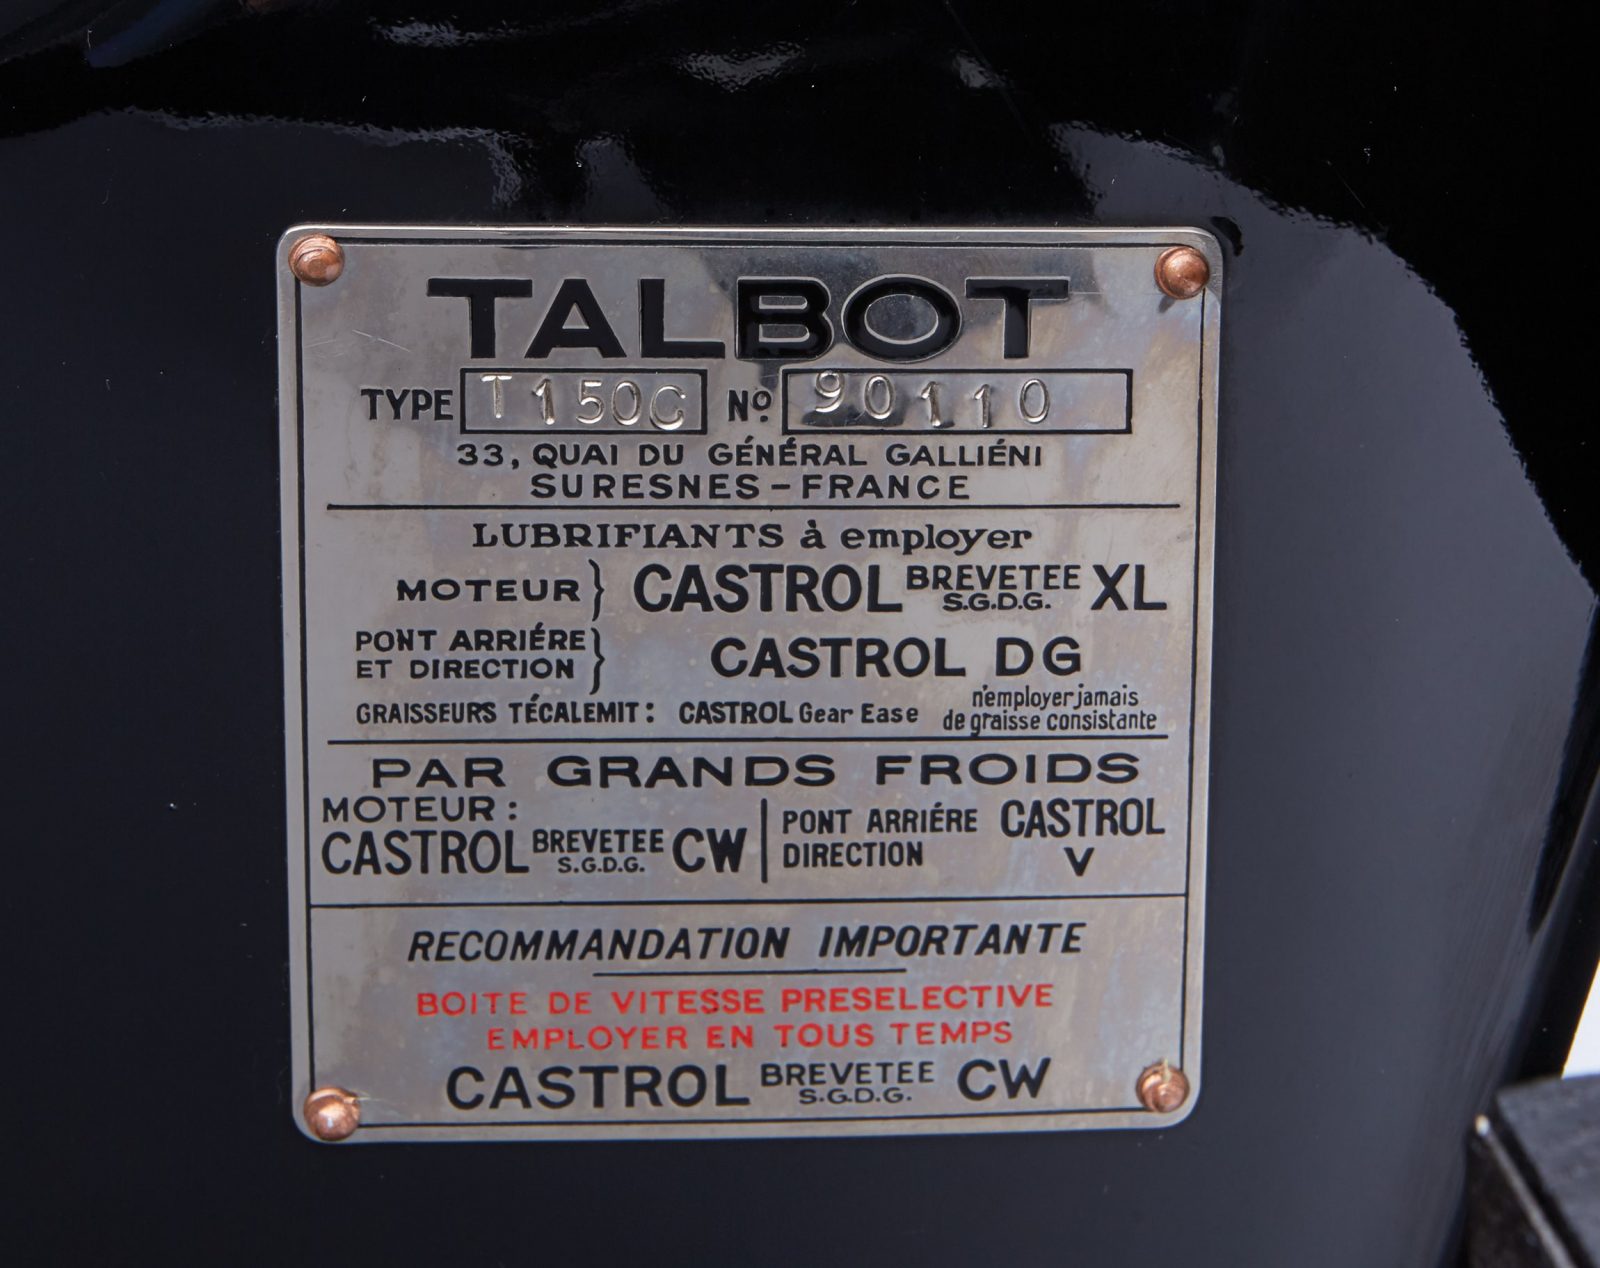 TALBOT
TYPE T150C Nº 90110
33, QUAI DU GÉNÉRAL GALLIÉNI
SURESNES - FRANCE
LUBRIFIANTS à employer
MOTEUR } CASTROL BREVETEE S.G.D.G. XL
PONT ARRIÉRE ET DIRECTION } CASTROL DG
GRAISSEURS TÉCALEMIT : CASTROL Gear Ease n'employer jamais de graisse consistante
PAR GRANDS FROIDS
MOTEUR :
CASTROL BREVETEE S.G.D.G. CW
PONT ARRIÉRE DIRECTION CASTROL V
RECOMMANDATION IMPORTANTE
BOITE DE VITESSE PRESELECTIVE
EMPLOYER EN TOUS TEMPS
CASTROL BREVETEE S.G.D.G. CW